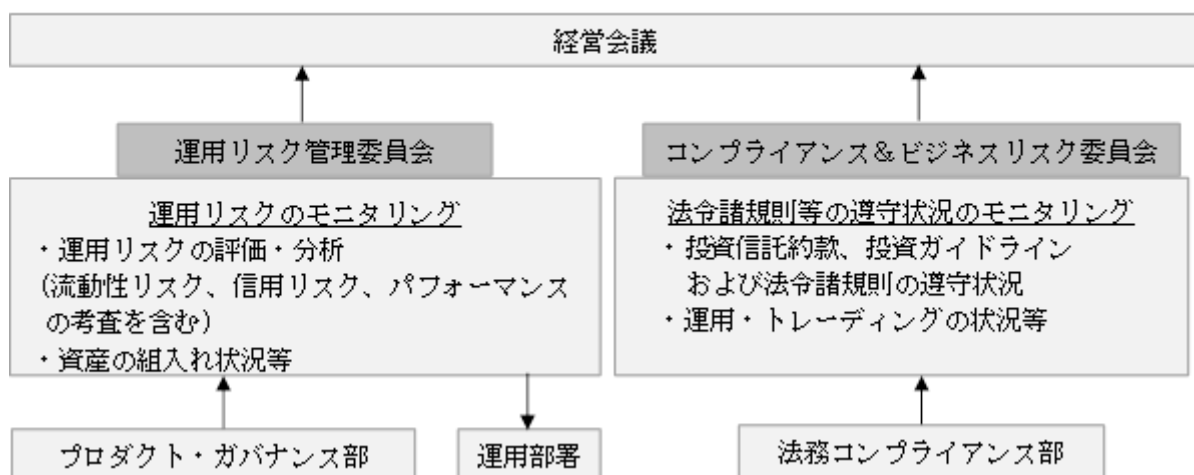 経営会議
運用リスク管理委員会
コンプライアンス&ビジネスリスク委員会
運用リスクのモニタリング
・運用リスクの評価・分析
(流動性リスク、信用リスク、パフォーマンス
の考査を含む)
・資産の組入れ状況等
法令諸規則等の遵守状況のモニタリング
・投資信託約款、投資ガイドライン
および法令諸規則の遵守状況
・運用・トレーディングの状況等
プロダクト・ガバナンス部
運用部署
法務コンプライアンス部